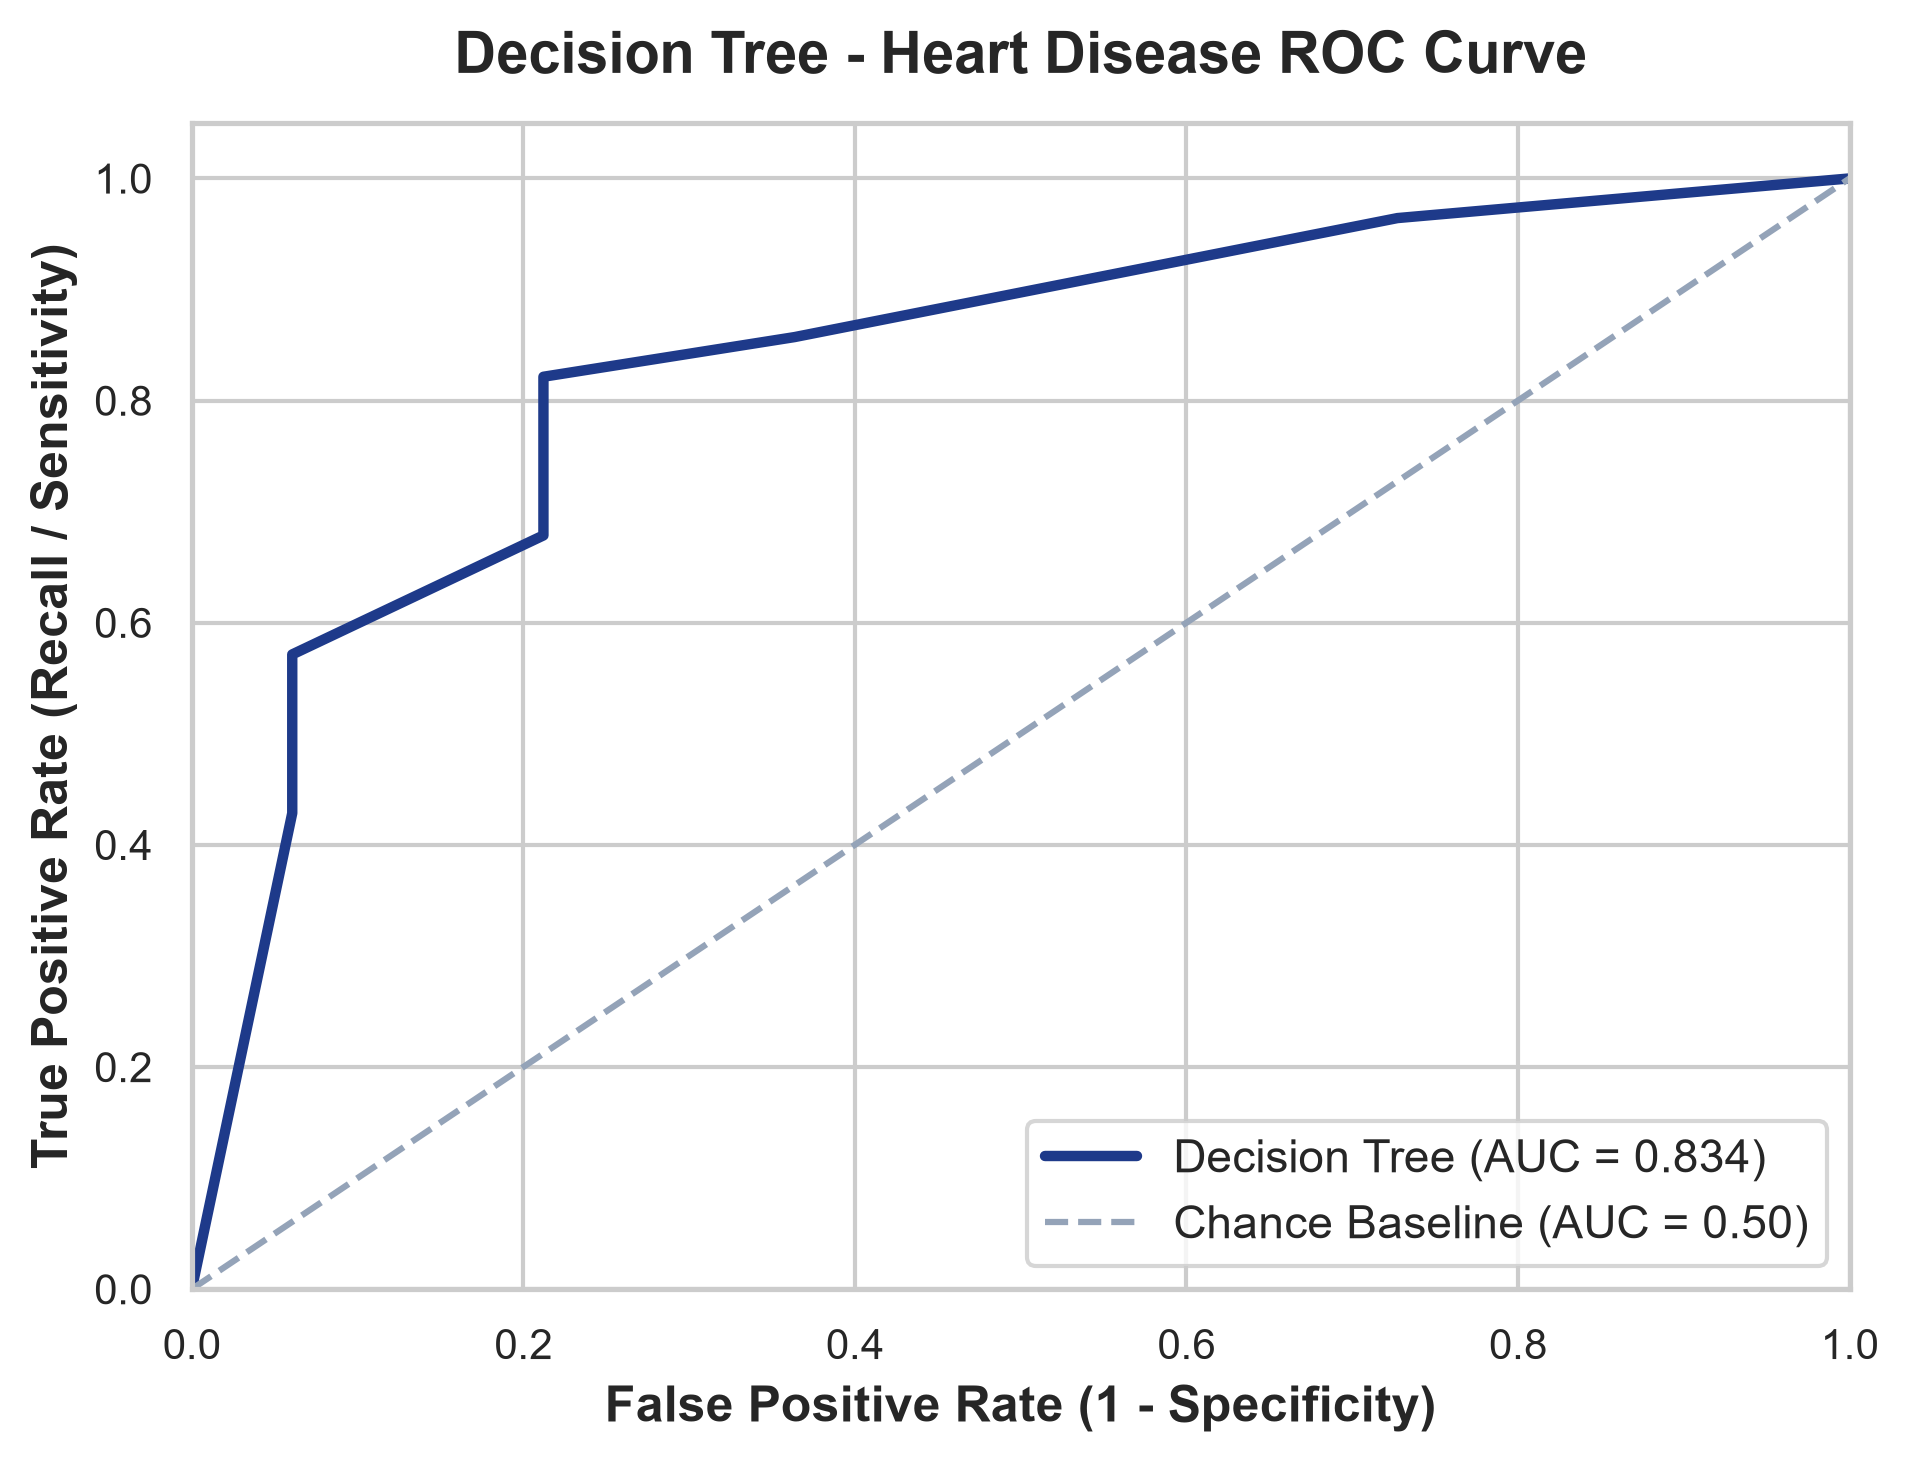 Decision Tree - Heart Disease ROC Curve
True Positive Rate (Recall / Sensitivity)
1.0
0.8
0.6
0.4
0.2
0.0
Decision Tree (AUC = 0.834)
Chance Baseline (AUC = 0.50)
0.0 0.2 0.4 0.6 0.8 1.0
False Positive Rate (1 - Specificity)